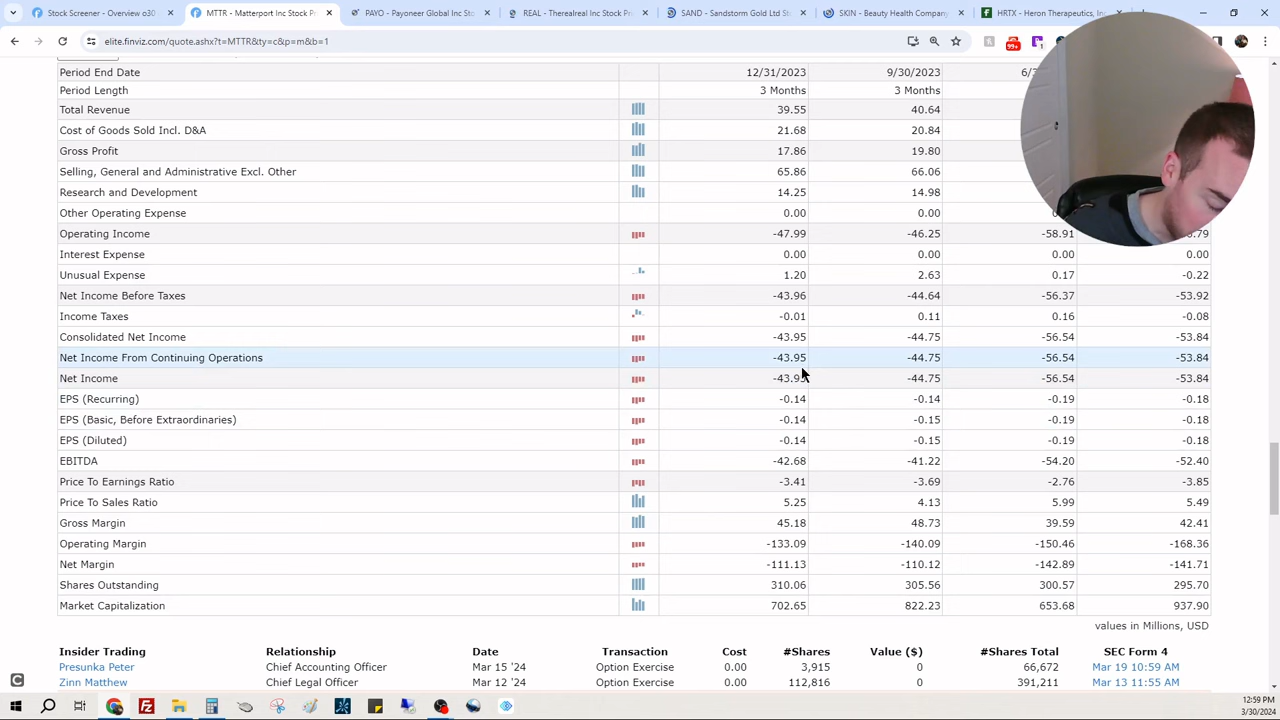 Stock Screener - Overview o30
MTTR - Matterport Inc Stock P
PAYO - Payoneer Global Inc St
REAL - Therealreal Inc Stock Pr
SAND - Sandstorm Gold Ltd St
SKIN - Beauty Health Company
HRTX - Heron Therapeutics, Inc
elite.finviz.com/quote.ashx?t=MTTR&ty=c&p=m&b=1
99+
1
Period End Date 12/31/2023 9/30/2023
Period Length 3 Months 3 Months
Total Revenue 39.55 40.64
Cost of Goods Sold Incl. D&A 21.68 20.84
Gross Profit 17.86 19.80
Selling, General and Administrative Excl. Other 65.86 66.06
Research and Development 14.25 14.98
Other Operating Expense 0.00 0.00
Operating Income -47.99 -46.25 -58.91
Interest Expense 0.00 0.00 0.00 0.00
Unusual Expense 1.20 2.63 0.17 -0.22
Net Income Before Taxes -43.96 -44.64 -56.37 -53.92
Income Taxes -0.01 0.11 0.16 -0.08
Consolidated Net Income -43.95 -44.75 -56.54 -53.84
Net Income From Continuing Operations -43.95 -44.75 -56.54 -53.84
Net Income -43.95 -44.75 -56.54 -53.84
EPS (Recurring) -0.14 -0.14 -0.19 -0.18
EPS (Basic, Before Extraordinaries) -0.14 -0.15 -0.19 -0.18
EPS (Diluted) -0.14 -0.15 -0.19 -0.18
EBITDA -42.68 -41.22 -54.20 -52.40
Price To Earnings Ratio -3.41 -3.69 -2.76 -3.85
Price To Sales Ratio 5.25 4.13 5.99 5.49
Gross Margin 45.18 48.73 39.59 42.41
Operating Margin -133.09 -140.09 -150.46 -168.36
Net Margin -111.13 -110.12 -142.89 -141.71
Shares Outstanding 310.06 305.56 300.57 295.70
Market Capitalization 702.65 822.23 653.68 937.90
values in Millions, USD
Insider Trading Relationship Date Transaction Cost #Shares Value ($) #Shares Total SEC Form 4
Presunka Peter Chief Accounting Officer Mar 15 '24 Option Exercise 0.00 3,915 0 66,672 Mar 19 10:59 AM
Zinn Matthew Chief Legal Officer Mar 12 '24 Option Exercise 0.00 112,816 0 391,211 Mar 13 11:55 AM
12:59 PM
3/30/2024